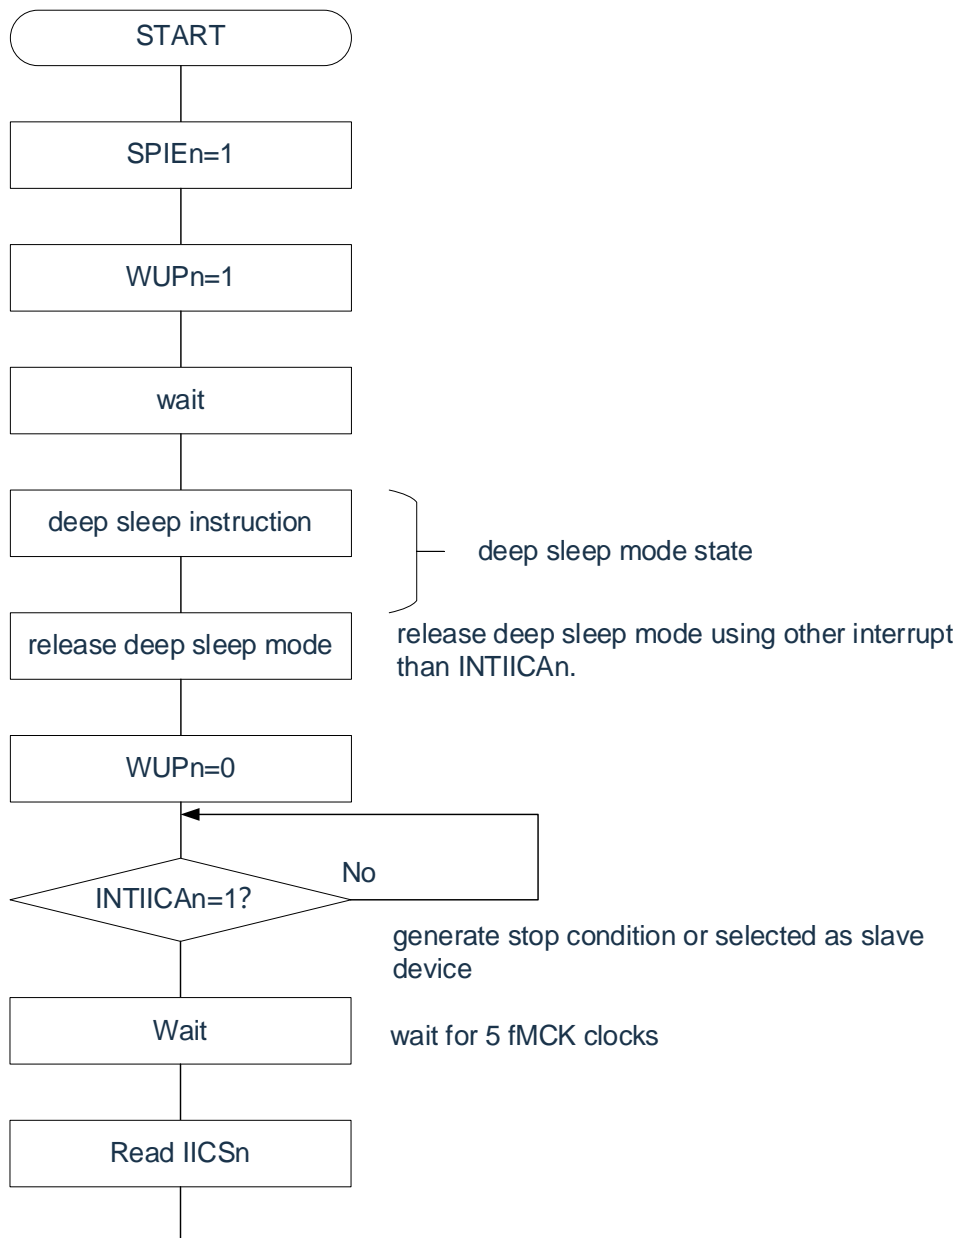 START
SPIEn=1
WUPn=1
wait
deep sleep instruction
deep sleep mode state
release deep sleep mode
release deep sleep mode using other interrupt
than INTIICAn.
WUPn=0
No
INTIICAn=1?
generate stop condition or selected as slave
device
Wait
wait for 5 fMCK clocks
Read IICSn